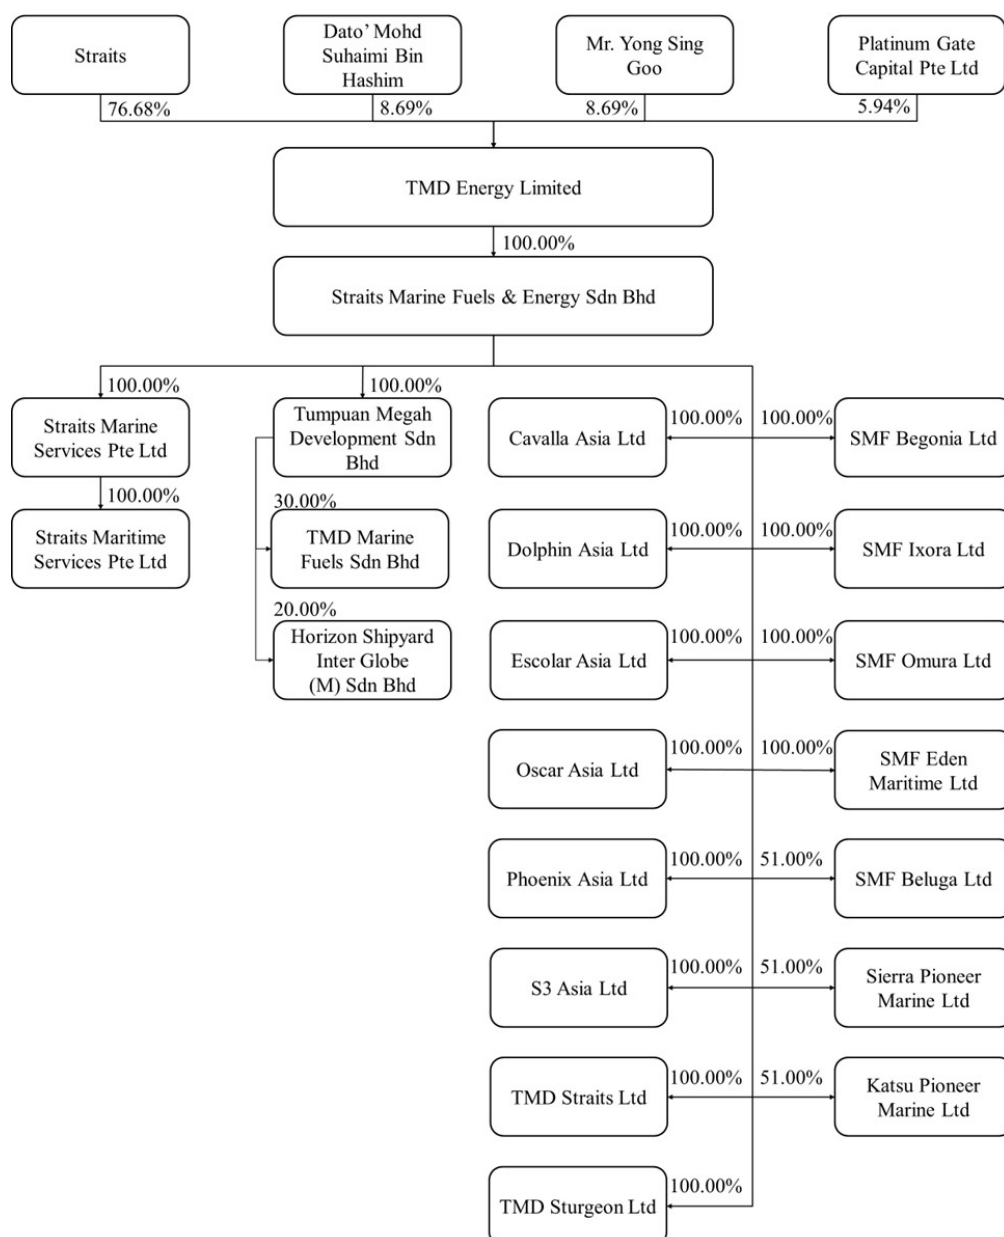 Straits
Dato’ Mohd
Suhaimi Bin
Hashim
Mr. Yong Sing
Goo
Platinum Gate
Capital Pte Ltd
76.68%
8.69%
8.69%
5.94%
TMD Energy Limited
100.00%
Straits Marine Fuels & Energy Sdn Bhd
100.00%
100.00%
Straits Marine
Services Pte Ltd
Tumpuan Megah
Development Sdn
Bhd
Cavalla Asia Ltd
100.00%
100.00%
SMF Begonia Ltd
100.00%
30.00%
Straits Maritime
Services Pte Ltd
TMD Marine
Fuels Sdn Bhd
Dolphin Asia Ltd
100.00%
100.00%
SMF Ixora Ltd
20.00%
Horizon Shipyard
Inter Globe
(M) Sdn Bhd
Escolar Asia Ltd
100.00%
100.00%
SMF Omura Ltd
Oscar Asia Ltd
100.00%
100.00%
SMF Eden
Maritime Ltd
Phoenix Asia Ltd
100.00%
51.00%
SMF Beluga Ltd
S3 Asia Ltd
100.00%
51.00%
Sierra Pioneer
Marine Ltd
TMD Straits Ltd
100.00%
51.00%
Katsu Pioneer
Marine Ltd
TMD Sturgeon Ltd
100.00%